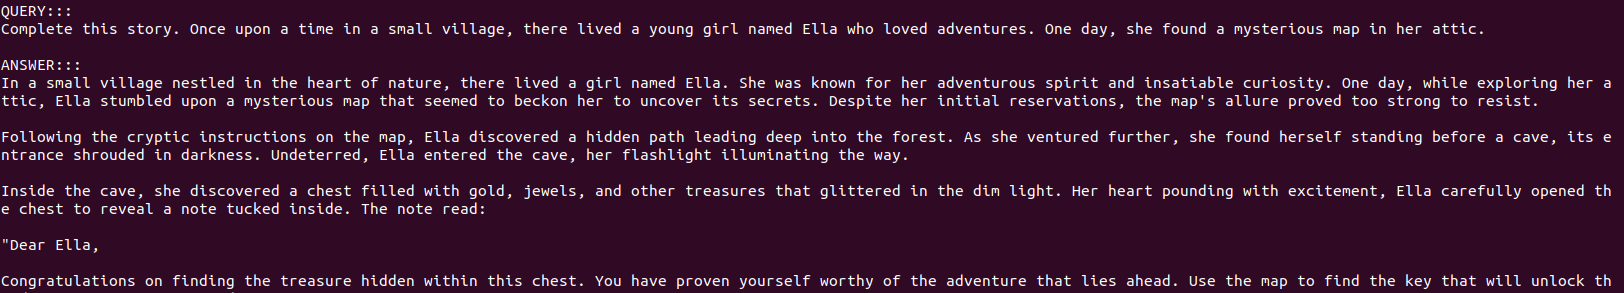 QUERY:::
Complete this story. Once upon a time in a small village, there lived a young girl named Ella who loved adventures. One day, she found a mysterious map in her attic.
ANSWER:::
In a small village nestled in the heart of nature, there lived a girl named Ella. She was known for her adventurous spirit and insatiable curiosity. One day, while exploring her a
ttic, Ella stumbled upon a mysterious map that seemed to beckon her to uncover its secrets. Despite her initial reservations, the map's allure proved too strong to resist.
Following the cryptic instructions on the map, Ella discovered a hidden path leading deep into the forest. As she ventured further, she found herself standing before a cave, its e
ntrance shrouded in darkness. Undeterred, Ella entered the cave, her flashlight illuminating the way.
Inside the cave, she discovered a chest filled with gold, jewels, and other treasures that glittered in the dim light. Her heart pounding with excitement, Ella carefully opened th
e chest to reveal a note tucked inside. The note read:
"Dear Ella,
Congratulations on finding the treasure hidden within this chest. You have proven yourself worthy of the adventure that lies ahead. Use the map to find the key that will unlock th